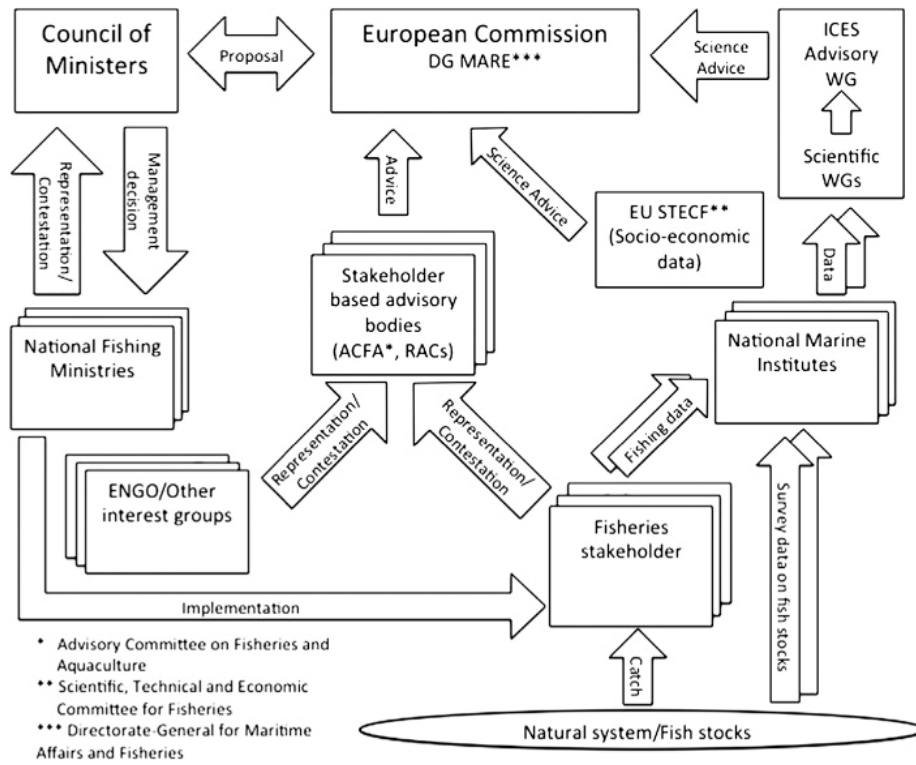 Council of
Ministers
Proposal
European Commission
DG MARE***
Science
Advice
ICES
Advisory
WG
Scientific
WGs
Representation/
Contestation
Management
decision
Advice
Science Advice
EU STECF**
(Socio-economic
data)
Data
Stakeholder
based advisory
bodies
(ACFA*, RACs)
National Fishing
Ministries
National Marine
Institutes
Representation/
Contestation
Representation/
Contestation
Fishing data
ENGO/Other
interest groups
Fisheries
stakeholder
Survey data on fish stocks
Implementation
Catch
* Advisory Committee on Fisheries and
Aquaculture
** Scientific, Technical and Economic
Committee for Fisheries
*** Directorate-General for Maritime
Affairs and Fisheries
Natural system/Fish stocks